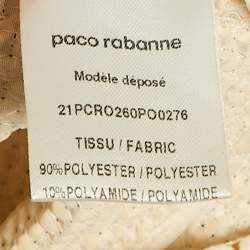 paco rabanne
Modèle déposé
21PCRO260PO0276
TISSU / FABRIC
90%POLYESTER / POLYESTER
10%POLYAMIDE / POLYAMIDE